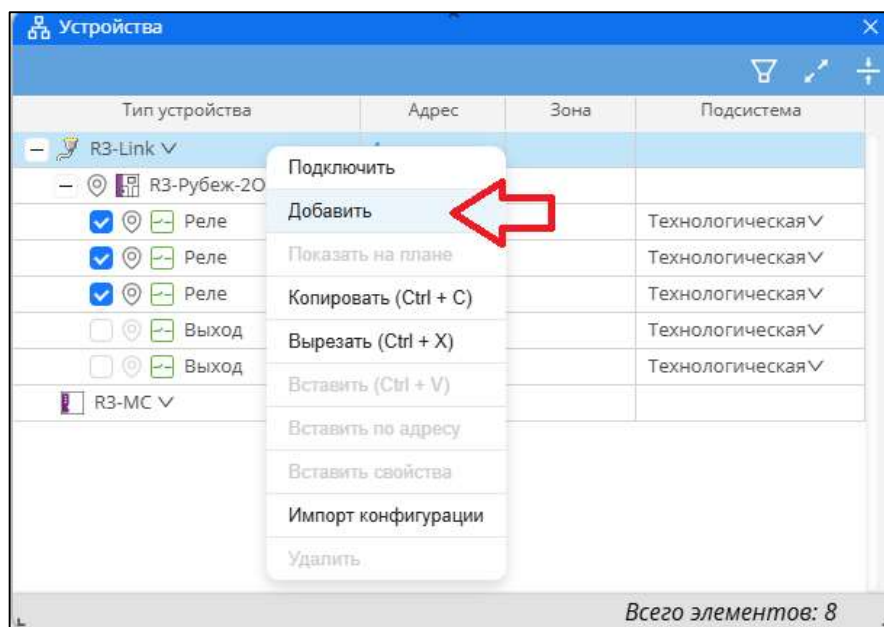 Устройства
Тип устройства Адрес Зона Подсистема
R3-Link
R3-Рубеж-2О
Реле Технологическая
Реле Технологическая
Реле Технологическая
Выход Технологическая
Выход Технологическая
R3-МС
Подключить
Добавить
Показать на плане
Копировать (Ctrl + C)
Вырезать (Ctrl + X)
Вставить (Ctrl + V)
Вставить по адресу
Вставить свойства
Импорт конфигурации
Удалить
Всего элементов: 8